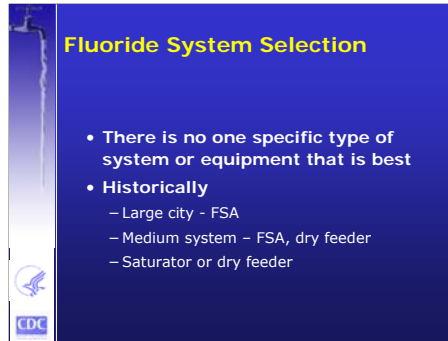 Fluoride System Selection
• There is no one specific type of
system or equipment that is best
• Historically
– Large city - FSA
– Medium system – FSA, dry feeder
– Saturator or dry feeder
CDC